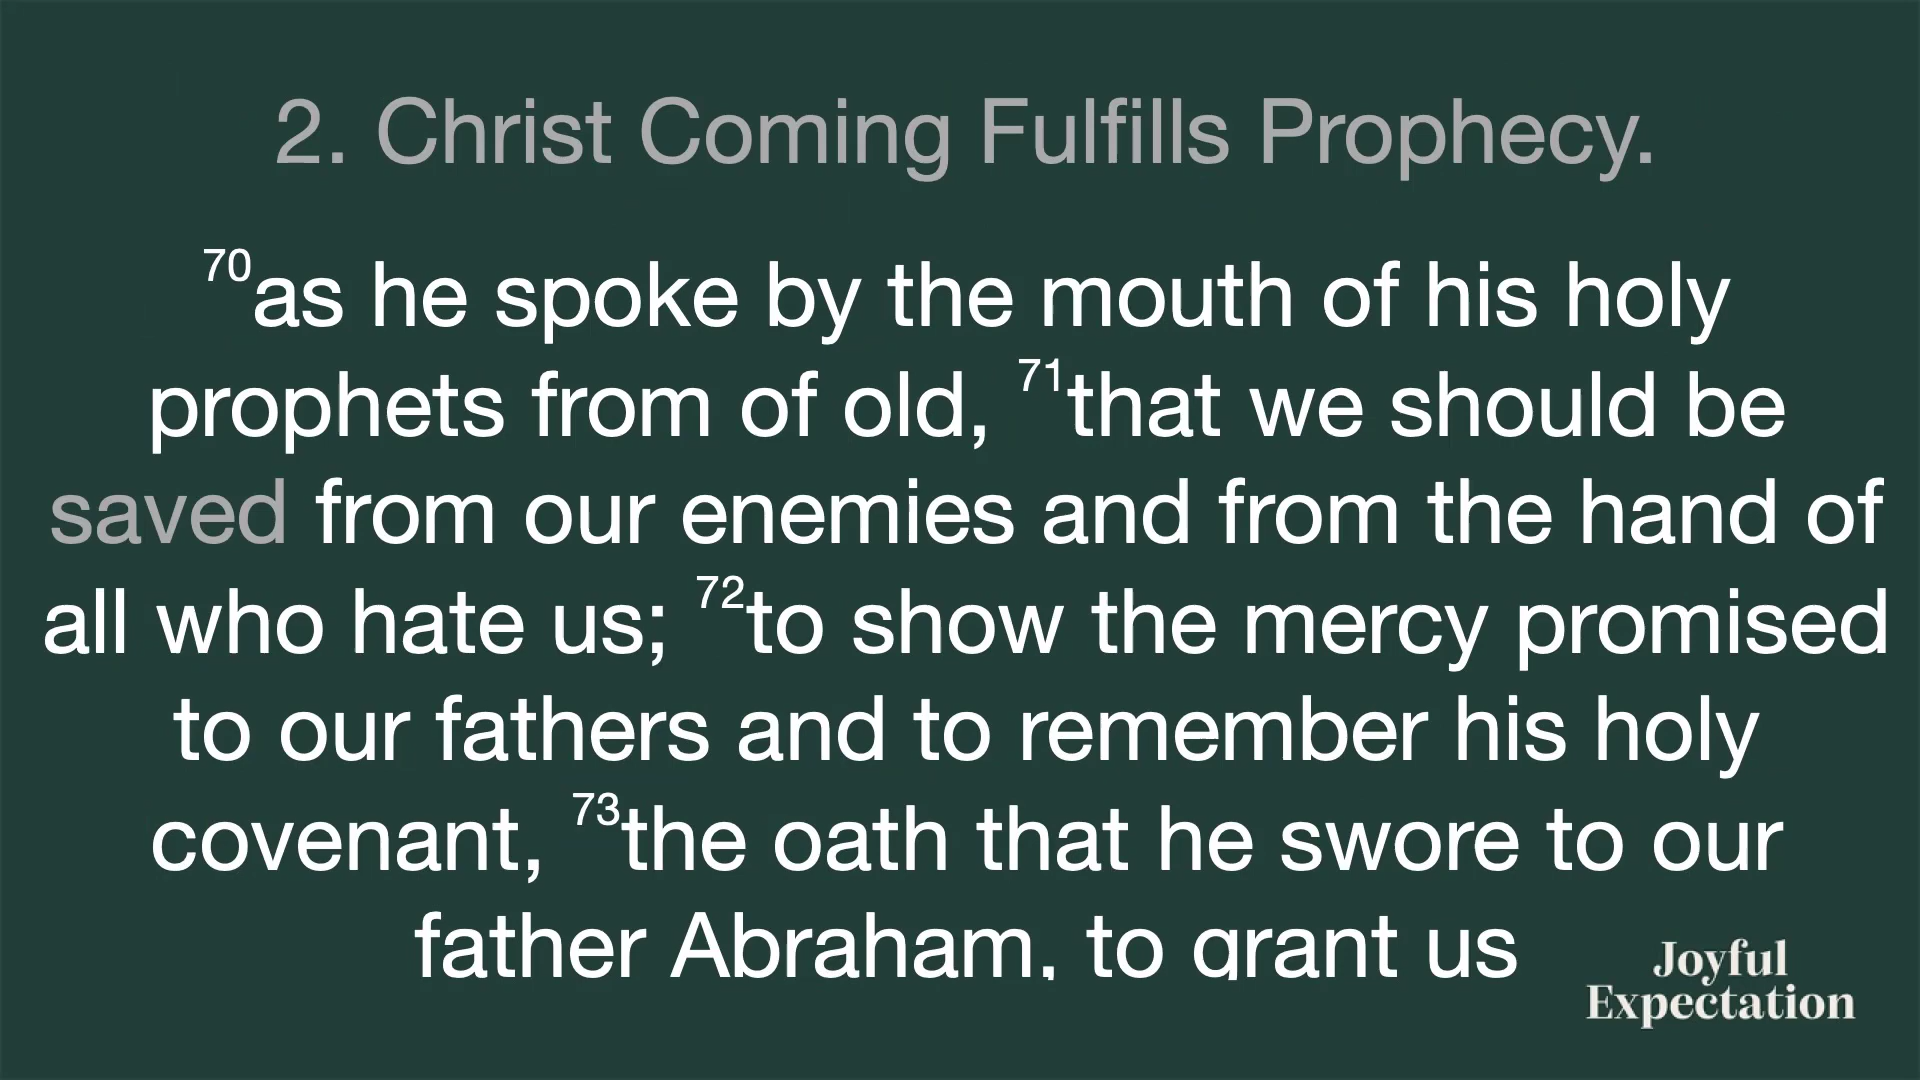 2. Christ Coming Fulfills Prophecy.
70as he spoke by the mouth of his holy
prophets from of old, 71that we should be
saved from our enemies and from the hand of
all who hate us; 72to show the mercy promised
to our fathers and to remember his holy
covenant, 73the oath that he swore to our
father Abraham, to grant us
Joyful
Expectation